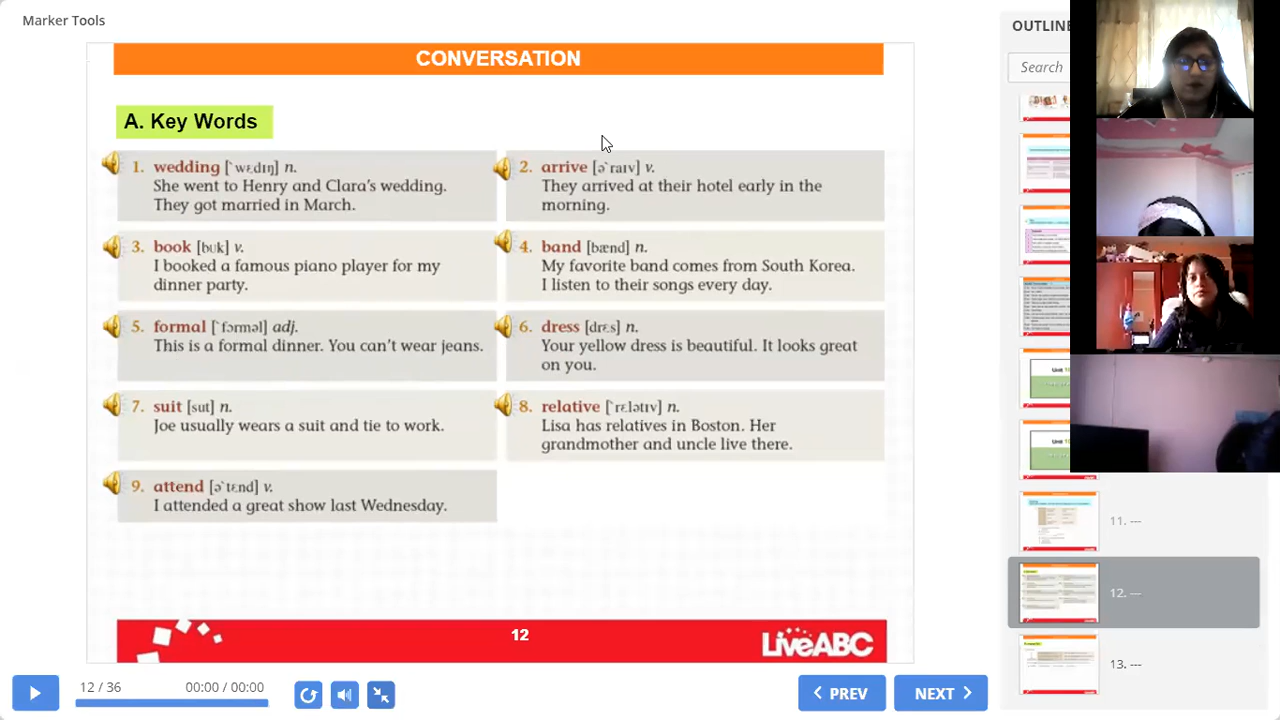 Marker Tools
OUTLINE
Search
CONVERSATION
A. Key Words
1. wedding [ˋwɛdɪŋ] n.
She went to Henry and Clara's wedding.
They got married in March.
2. arrive [əˋraɪv] v.
They arrived at their hotel early in the
morning.
3. book [bʊk] v.
I booked a famous piano player for my
dinner party.
4. band [bænd] n.
My favorite band comes from South Korea.
I listen to their songs every day.
5. formal [ˋfɔrməl] adj.
This is a formal dinner. You can't wear jeans.
6. dress [drɛs] n.
Your yellow dress is beautiful. It looks great
on you.
7. suit [sut] n.
Joe usually wears a suit and tie to work.
8. relative [ˋrɛlətɪv] n.
Lisa has relatives in Boston. Her
grandmother and uncle live there.
9. attend [əˋtɛnd] v.
I attended a great show last Wednesday.
12
LiveABC
11. ---
12. ---
13. ---
12 / 36
00:00 / 00:00
PREV
NEXT